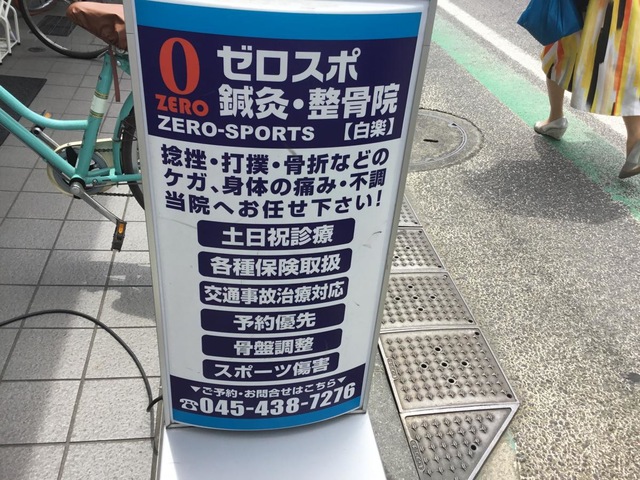 0
ZERO
ゼロスポ
鍼灸・整骨院
ZERO-SPORTS 【白楽】
捻挫・打撲・骨折などの
ケガ、身体の痛み・不調
当院へお任せ下さい!
土日祝診療
各種保険取扱
交通事故治療対応
予約優先
骨盤調整
スポーツ傷害
▼ご予約・お問合せはこちら▼
☎045-438-7276